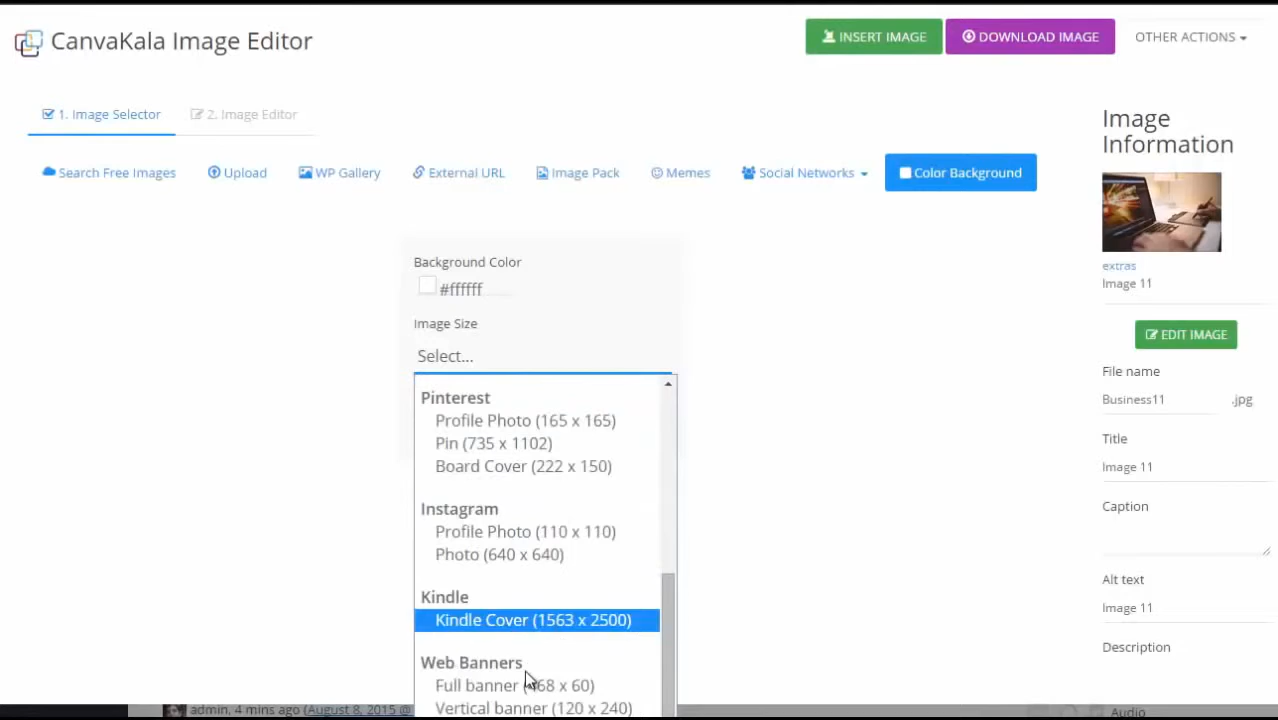 CanvaKala Image Editor
INSERT IMAGE
DOWNLOAD IMAGE
OTHER ACTIONS
1. Image Selector
2. Image Editor
Search Free Images
Upload
WP Gallery
External URL
Image Pack
Memes
Social Networks
Color Background
Background Color
#ffffff
Image Size
Select...
Pinterest
Profile Photo (165 x 165)
Pin (735 x 1102)
Board Cover (222 x 150)
Instagram
Profile Photo (110 x 110)
Photo (640 x 640)
Kindle
Kindle Cover (1563 x 2500)
Web Banners
Full banner x 60)
Vertical banner (120 x 240)
Image
Information
extras
Image 11
EDIT IMAGE
File name
Business11 .jpg
Title
Image 11
Caption
Alt text
Image 11
Description
admin, 4 mins ago (August 8, 2015 @
Audio